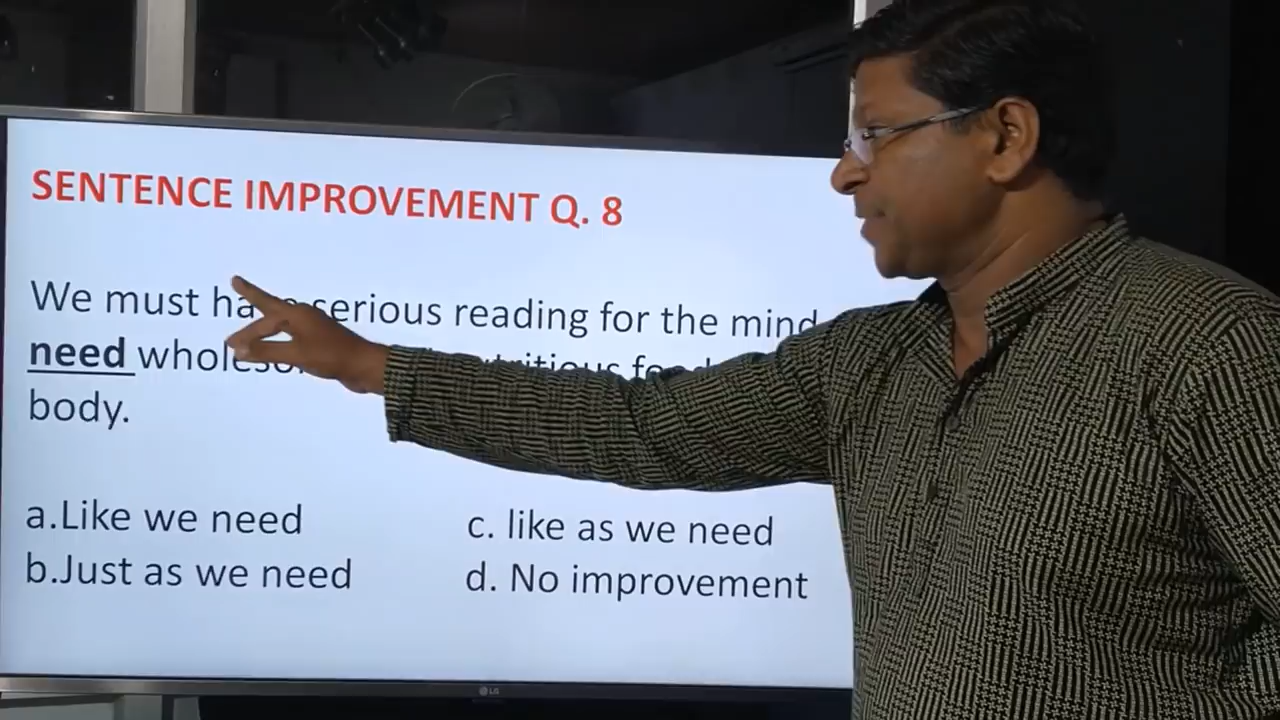 SENTENCE IMPROVEMENT Q. 8
We must serious reading for the mind
need
body.
a.Like we need
b.Just as we need
c. like as we need
d. No improvement
LG